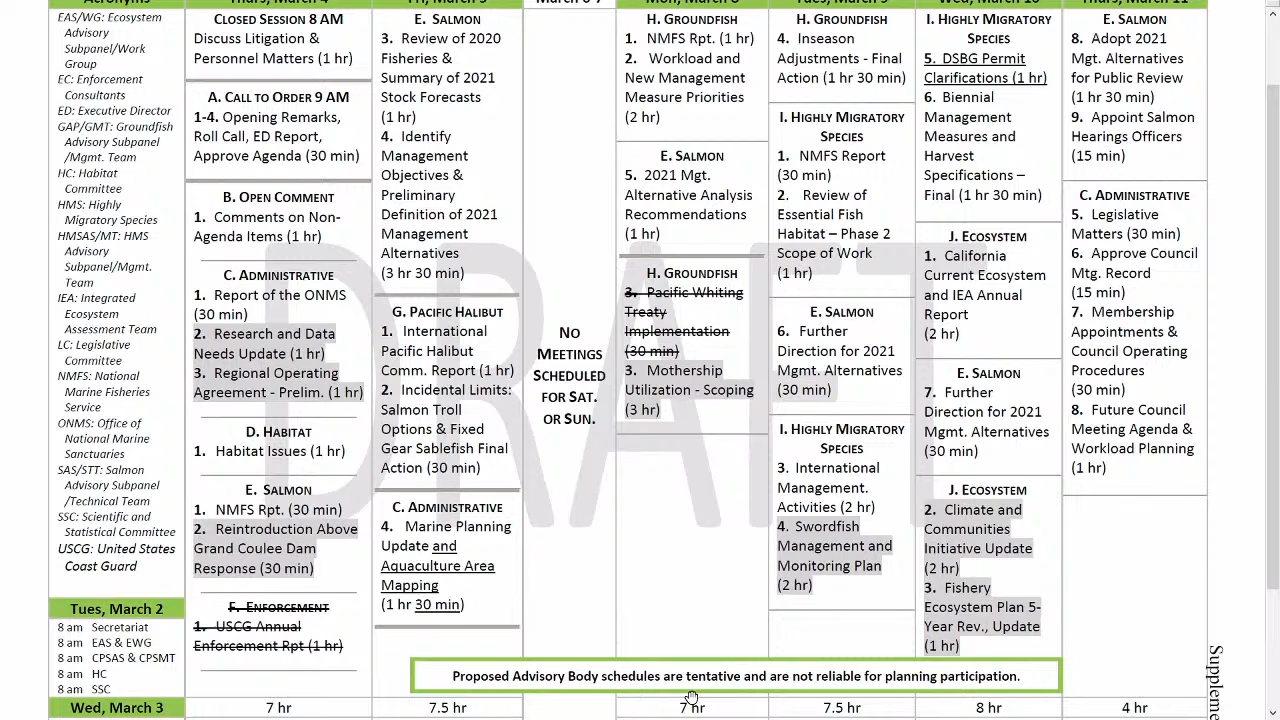 Acronyms
EAS/WG: Ecosystem
Advisory
Subpanel/Work
Group
EC: Enforcement
Consultants
ED: Executive Director
GAP/GMT: Groundfish
Advisory Subpanel
/Mgmt. Team
HC: Habitat
Committee
HMS: Highly
Migratory Species
HMSAS/MT: HMS
Advisory
Subpanel/Mgmt.
Team
IEA: Integrated
Ecosystem
Assessment Team
LC: Legislative
Committee
NMFS: National
Marine Fisheries
Service
ONMS: Office of
National Marine
Sanctuaries
SAS/STT: Salmon
Advisory Subpanel
/Technical Team
SSC: Scientific and
Statistical Committee
USCG: United States
Coast Guard
Tues, March 2
8 am Secretariat
8 am EAS & EWG
8 am CPSAS & CPSMT
8 am HC
8 am SSC
Wed, March 3
Thurs, March 4
CLOSED SESSION 8 AM
Discuss Litigation &
Personnel Matters (1 hr)
A. CALL TO ORDER 9 AM
1-4. Opening Remarks,
Roll Call, ED Report,
Approve Agenda (30 min)
B. OPEN COMMENT
1. Comments on Non-
Agenda Items (1 hr)
C. ADMINISTRATIVE
1. Report of the ONMS
(30 min)
2. Research and Data
Needs Update (1 hr)
3. Regional Operating
Agreement - Prelim. (1 hr)
D. HABITAT
1. Habitat Issues (1 hr)
E. SALMON
1. NMFS Rpt. (30 min)
2. Reintroduction Above
Grand Coulee Dam
Response (30 min)
F. ENFORCEMENT
1. USCG Annual
Enforcement Rpt (1 hr)
7 hr
Fri, March 5
E. SALMON
3. Review of 2020
Fisheries &
Summary of 2021
Stock Forecasts
(1 hr)
4. Identify
Management
Objectives &
Preliminary
Definition of 2021
Management
Alternatives
(3 hr 30 min)
G. PACIFIC HALIBUT
1. International
Pacific Halibut
Comm. Report (1 hr)
2. Incidental Limits:
Salmon Troll
Options & Fixed
Gear Sablefish Final
Action (30 min)
C. ADMINISTRATIVE
4. Marine Planning
Update and
Aquaculture Area
Mapping
(1 hr 30 min)
7.5 hr
March 6-7
NO
MEETINGS
SCHEDULED
FOR SAT.
OR SUN.
Mon, March 8
H. GROUNDFISH
1. NMFS Rpt. (1 hr)
2. Workload and
New Management
Measure Priorities
(2 hr)
E. SALMON
5. 2021 Mgt.
Alternative Analysis
Recommendations
(1 hr)
H. GROUNDFISH
3. Pacific Whiting
Treaty
Implementation
(30 min)
3. Mothership
Utilization - Scoping
(3 hr)
7 hr
Tues, March 9
H. GROUNDFISH
4. Inseason
Adjustments - Final
Action (1 hr 30 min)
I. HIGHLY MIGRATORY
SPECIES
1. NMFS Report
(30 min)
2. Review of
Essential Fish
Habitat – Phase 2
Scope of Work
(1 hr)
E. SALMON
6. Further
Direction for 2021
Mgmt. Alternatives
(30 min)
I. HIGHLY MIGRATORY
SPECIES
3. International
Management.
Activities (2 hr)
4. Swordfish
Management and
Monitoring Plan
(2 hr)
7.5 hr
Wed, March 10
I. HIGHLY MIGRATORY
SPECIES
5. DSBG Permit
Clarifications (1 hr)
6. Biennial
Management
Measures and
Harvest
Specifications –
Final (1 hr 30 min)
J. ECOSYSTEM
1. California
Current Ecosystem
and IEA Annual
Report
(2 hr)
E. SALMON
7. Further
Direction for 2021
Mgmt. Alternatives
(30 min)
J. ECOSYSTEM
2. Climate and
Communities
Initiative Update
(2 hr)
3. Fishery
Ecosystem Plan 5-
Year Rev., Update
(1 hr)
8 hr
Thurs, March 11
E. SALMON
8. Adopt 2021
Mgt. Alternatives
for Public Review
(1 hr 30 min)
9. Appoint Salmon
Hearings Officers
(15 min)
C. ADMINISTRATIVE
5. Legislative
Matters (30 min)
6. Approve Council
Mtg. Record
(15 min)
7. Membership
Appointments &
Council Operating
Procedures
(30 min)
8. Future Council
Meeting Agenda &
Workload Planning
(1 hr)
4 hr
Proposed Advisory Body schedules are tentative and are not reliable for planning participation.
DRAFT